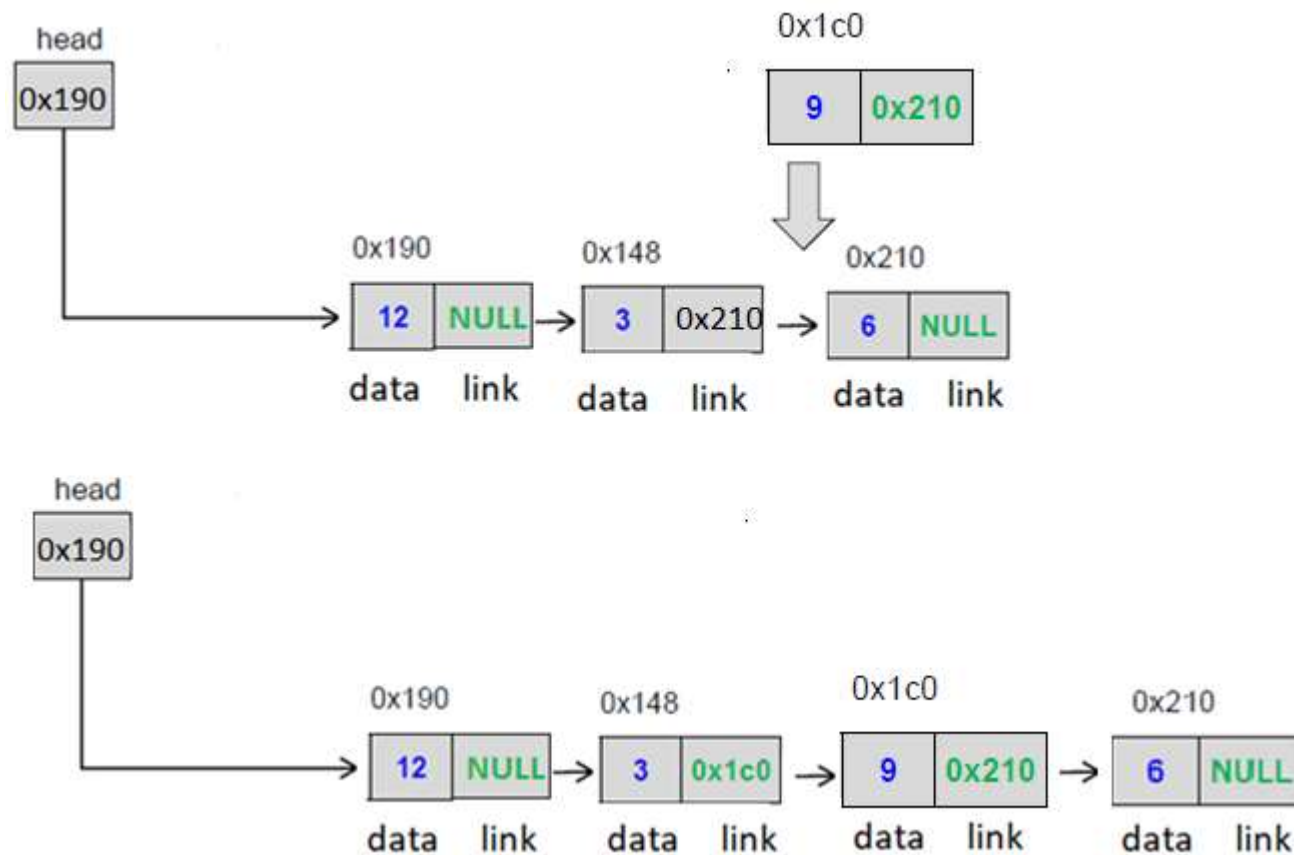 head
0x190
0x1c0
9 0x210
0x190 0x148 0x210
12 NULL 3 0x210 6 NULL
data link data link data link
head
0x190
0x190 0x148 0x1c0 0x210
12 NULL 3 0x1c0 9 0x210 6 NULL
data link data link data link data link